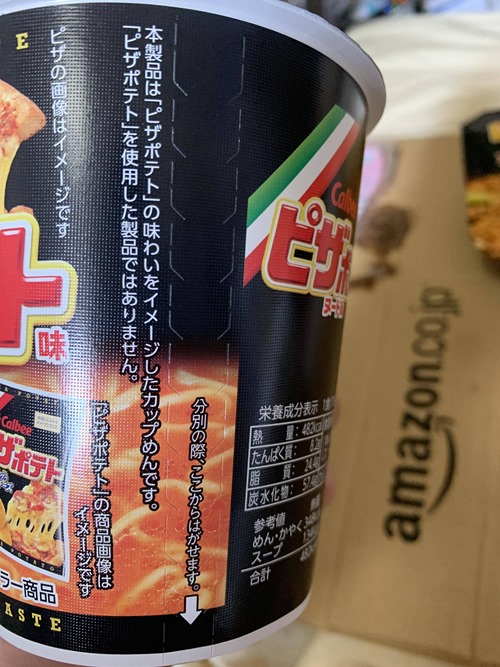 本製品は「ピザポテト」の味わいをイメージしたカップめんです。
「ピザポテト」を使用した製品ではありません。
ピザの画像はイメージです
ト味
Calbee
ザポテト
POTATO
「ピザポテト」の商品画像は
イメージです
ラー商品
ASTE
分別の際、ここからはがせます。
Calbee
ピザポ
栄養成分表示
熱量:482kcal
たんぱく質:
脂質:
炭水化物:
参考値
めん・かやく
スープ
合計
amazon.co.jp